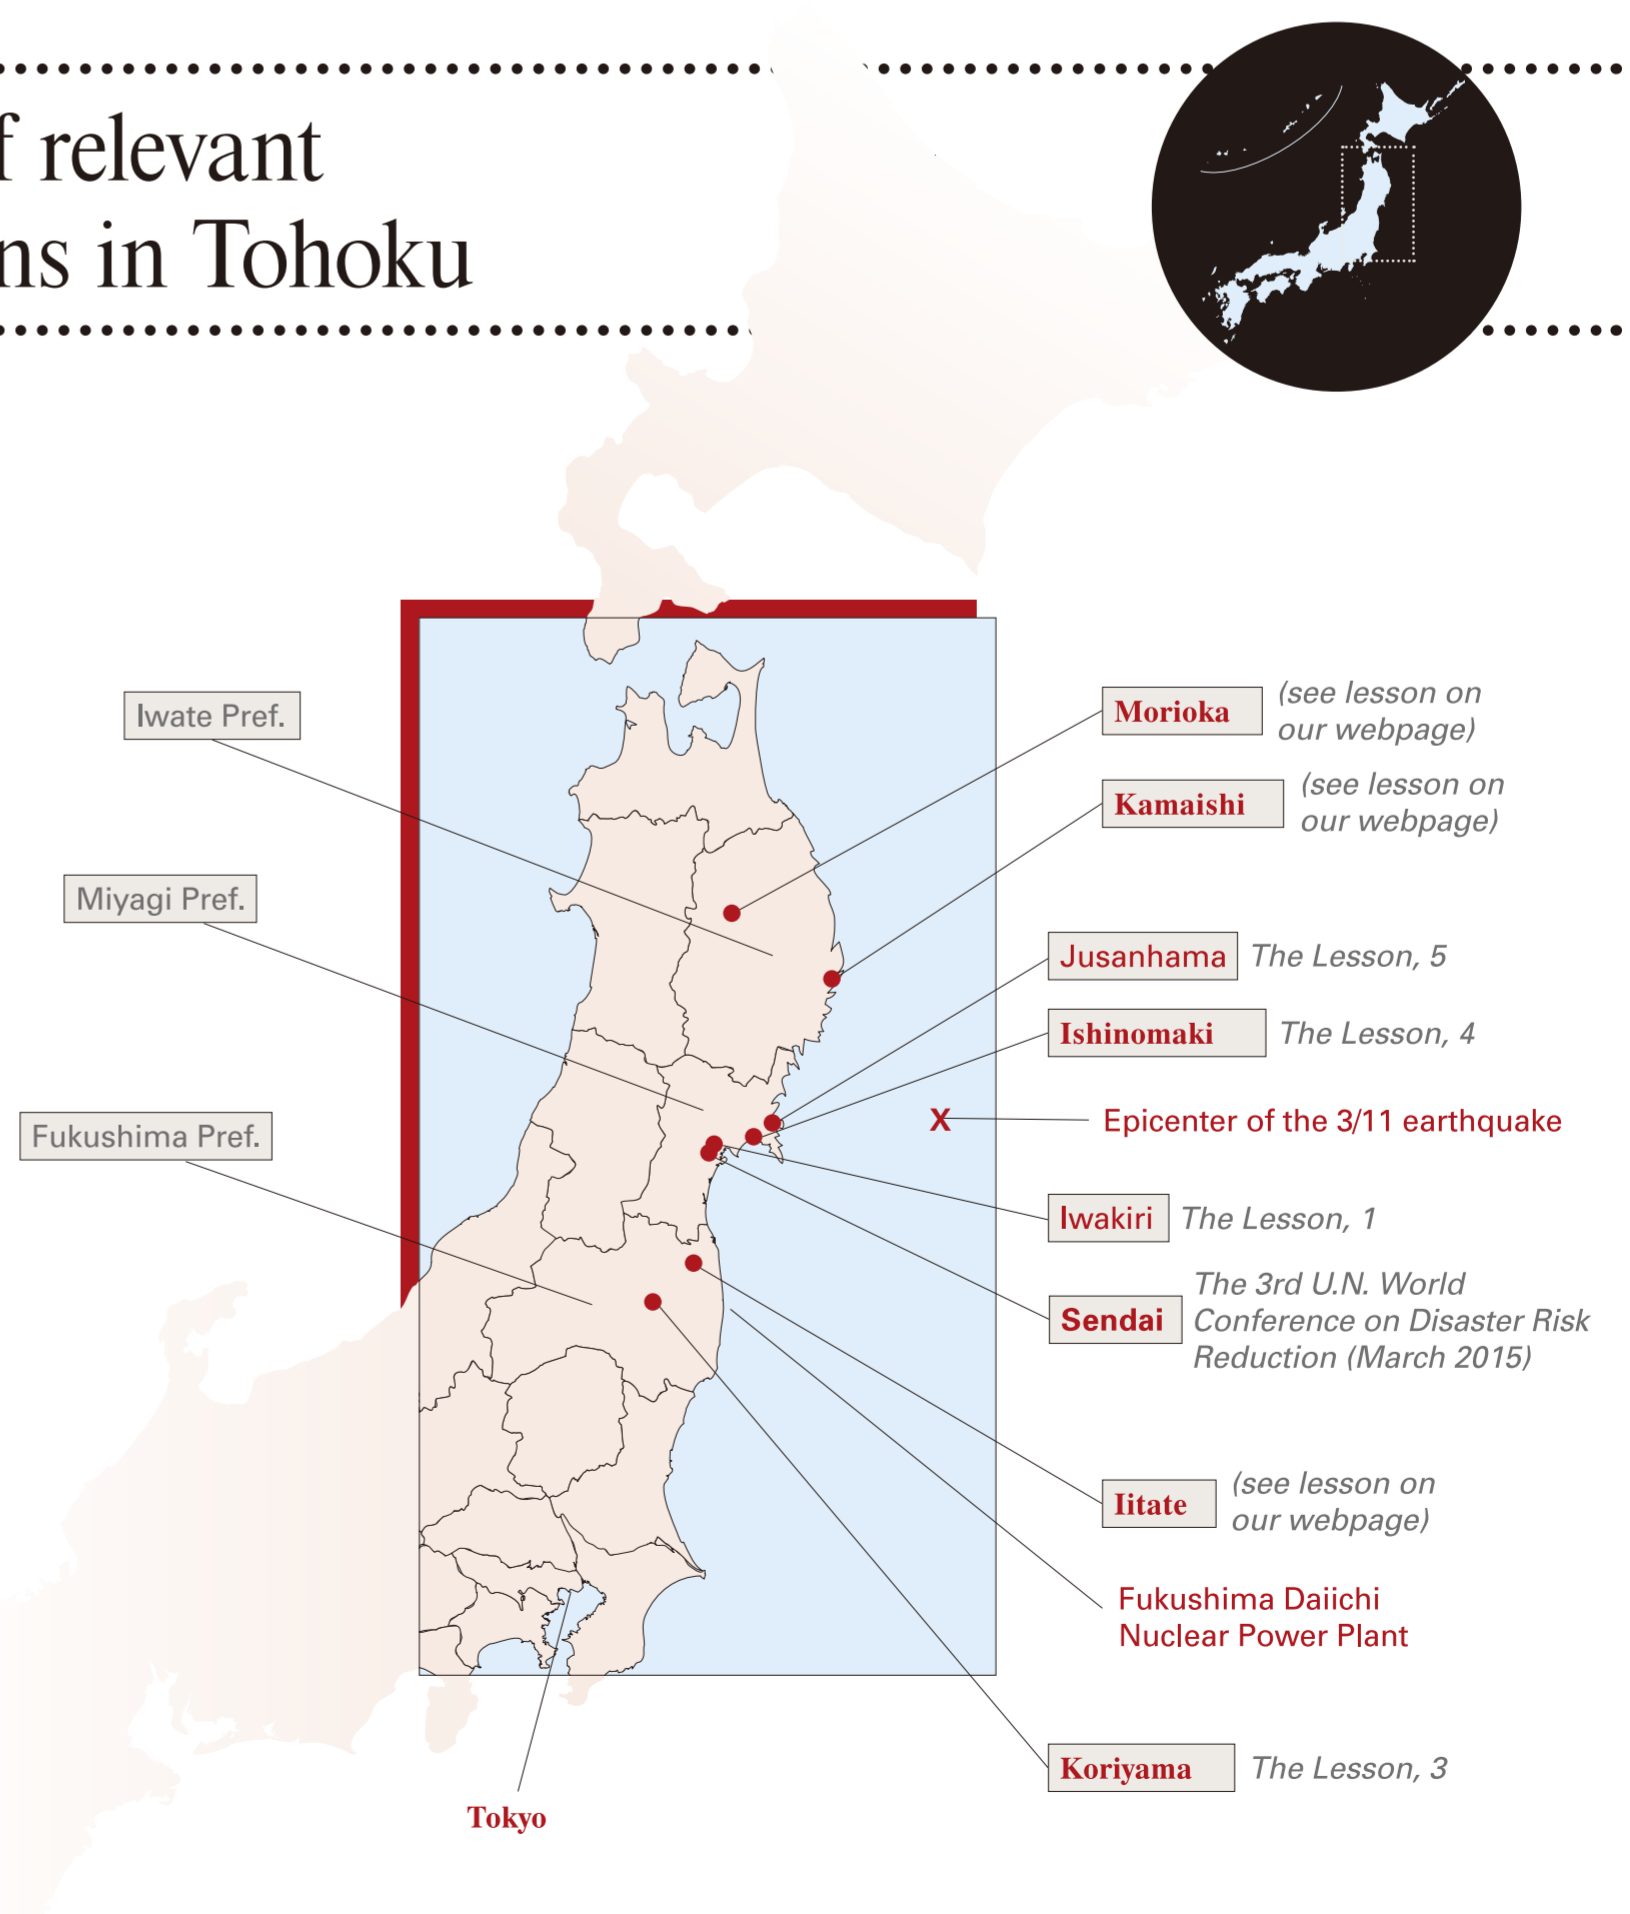 f relevant
ns in Tohoku
Iwate Pref.
Miyagi Pref.
Fukushima Pref.
Morioka
(see lesson on
our webpage)
Kamaishi
(see lesson on
our webpage)
Jusanhama
The Lesson, 5
Ishinomaki
The Lesson, 4
X
Epicenter of the 3/11 earthquake
Iwakiri
The Lesson, 1
Sendai
The 3rd U.N. World
Conference on Disaster Risk
Reduction (March 2015)
Iitate
(see lesson on
our webpage)
Fukushima Daiichi
Nuclear Power Plant
Koriyama
The Lesson, 3
Tokyo